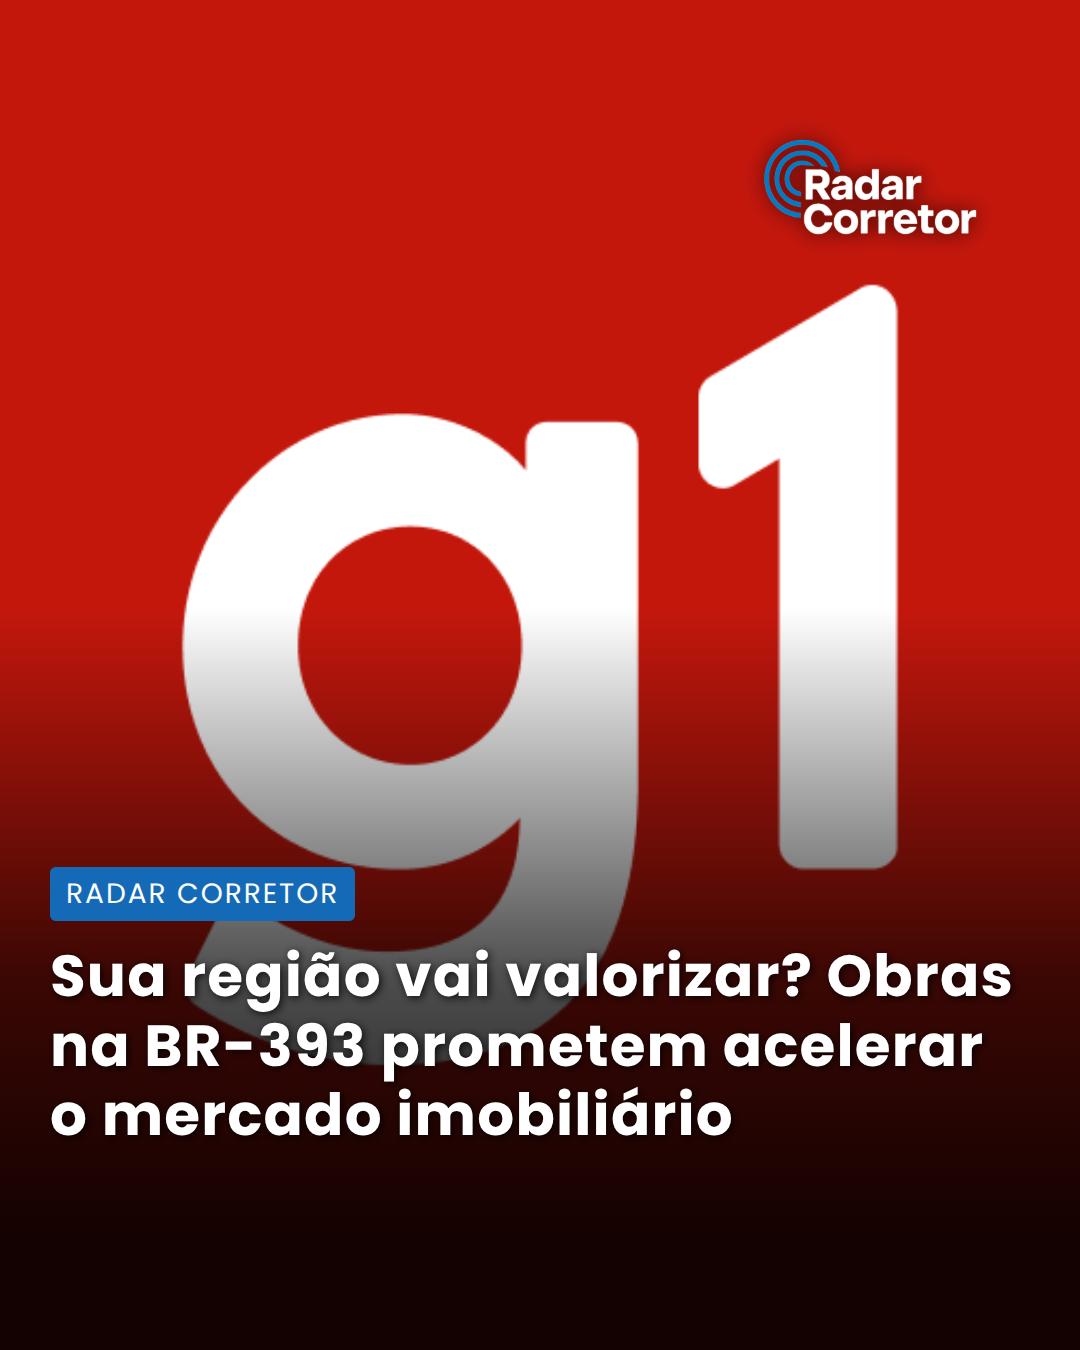 Radar
Corretor
g1
RADAR CORRETOR
Sua região vai valorizar? Obras
na BR-393 prometem acelerar
o mercado imobiliário